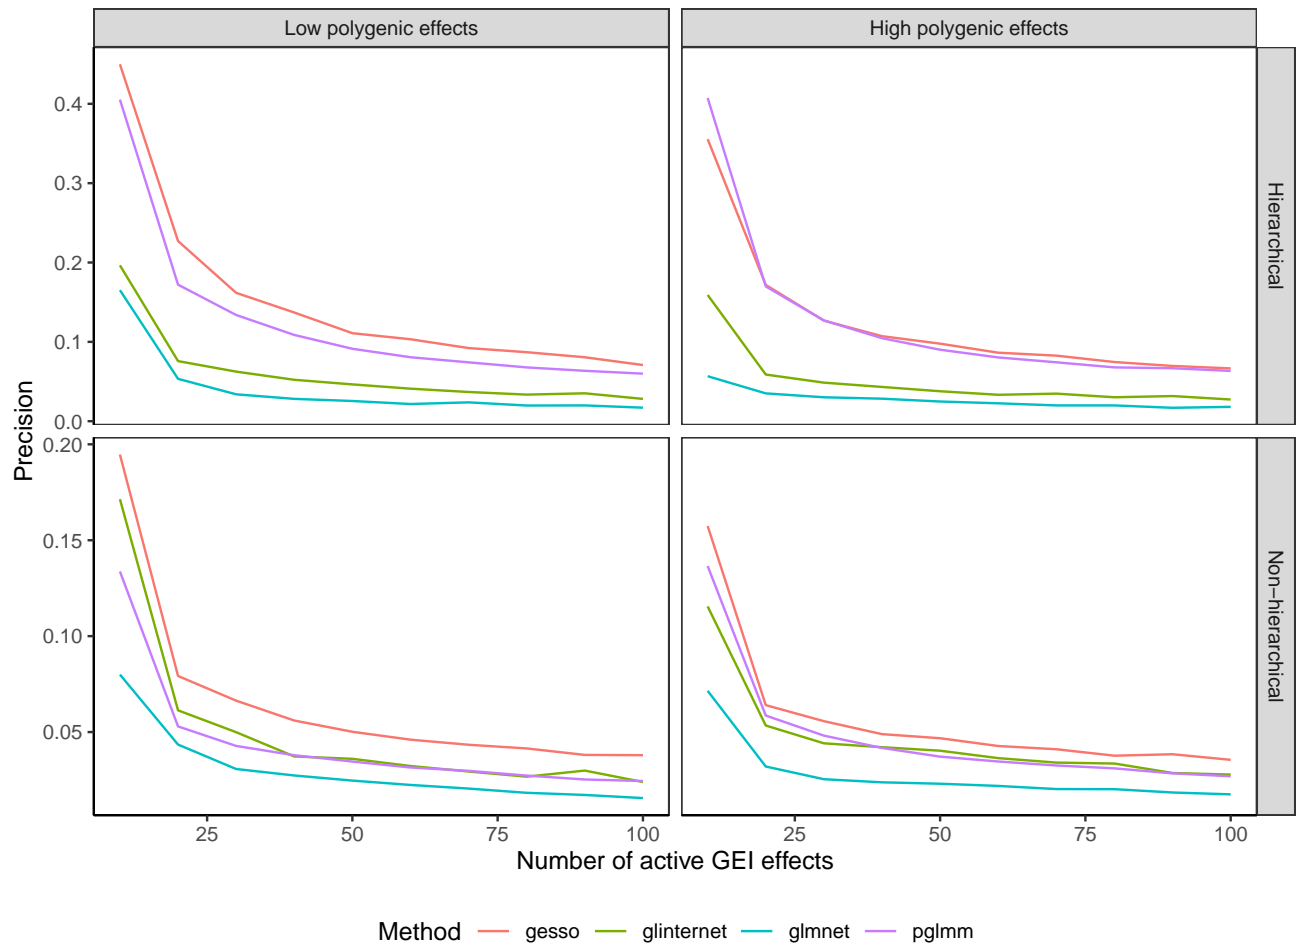 Low polygenic effects
High polygenic effects
0.4
0.3
0.2
0.1
0.0
Hierarchical
Precision
0.20
0.15
0.10
0.05
Non−hierarchical
25 50 75 100 25 50 75 100
Number of active GEI effects
Method gesso glinternet glmnet pglmm